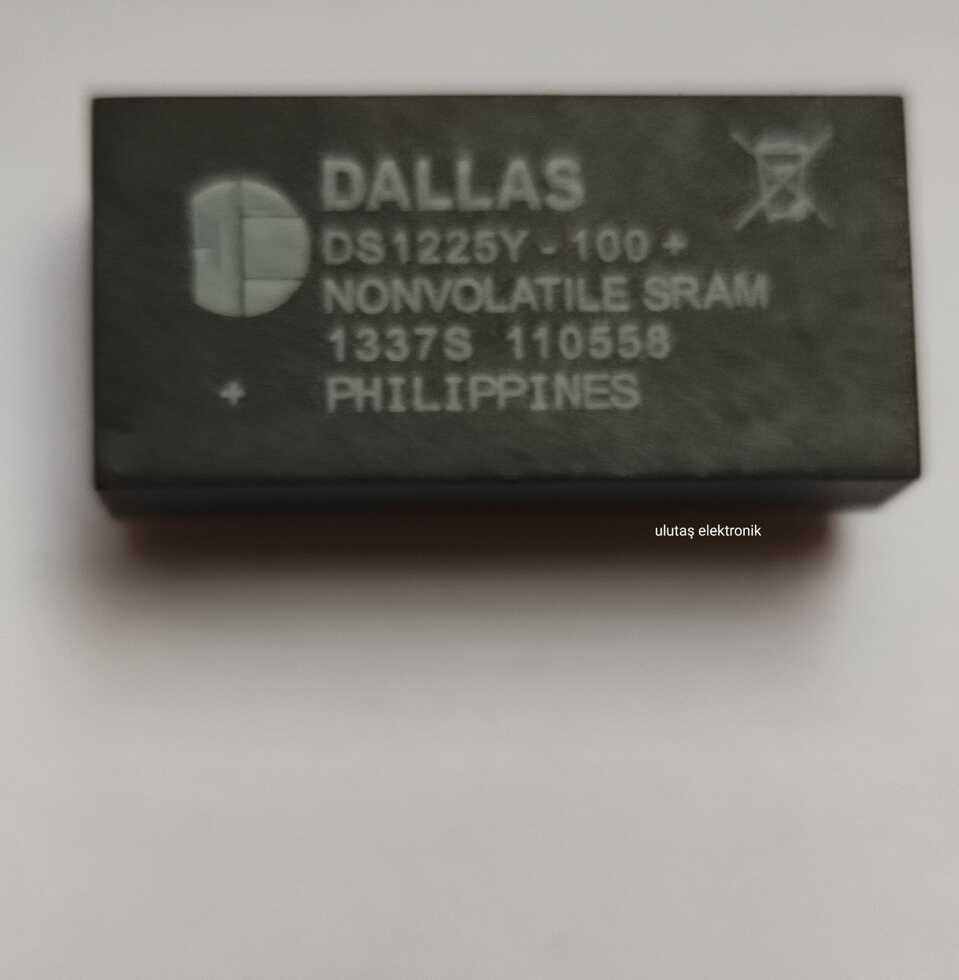 DALLAS
DS1225Y - 100 +
NONVOLATILE SRAM
1337S 110558
+ PHILIPPINES
ulutaş elektronik